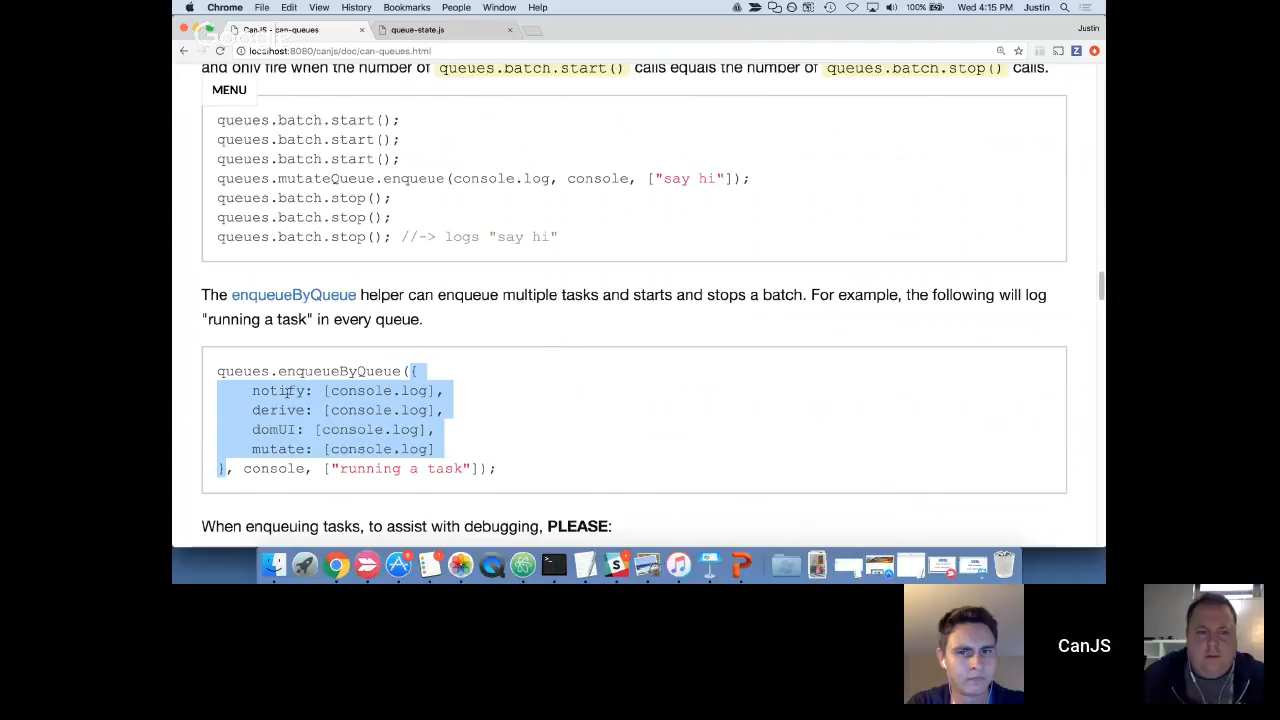 Chrome File Edit View History Bookmarks People Window Help 100% Wed 4:15 PM Justin
CanJS - can-queues queue-state.js Justin
localhost:8080/canjs/doc/can-queues.html
and only fire when the number of queues.batch.start() calls equals the number of queues.batch.stop() calls.
MENU
queues.batch.start();
queues.batch.start();
queues.batch.start();
queues.mutateQueue.enqueue(console.log, console, ["say hi"]);
queues.batch.stop();
queues.batch.stop();
queues.batch.stop(); //-> logs "say hi"
The enqueueByQueue helper can enqueue multiple tasks and starts and stops a batch. For example, the following will log
"running a task" in every queue.
queues.enqueueByQueue({
notify: [console.log],
derive: [console.log],
domUI: [console.log],
mutate: [console.log]
}, console, ["running a task"]);
When enqueuing tasks, to assist with debugging, PLEASE:
CanJS